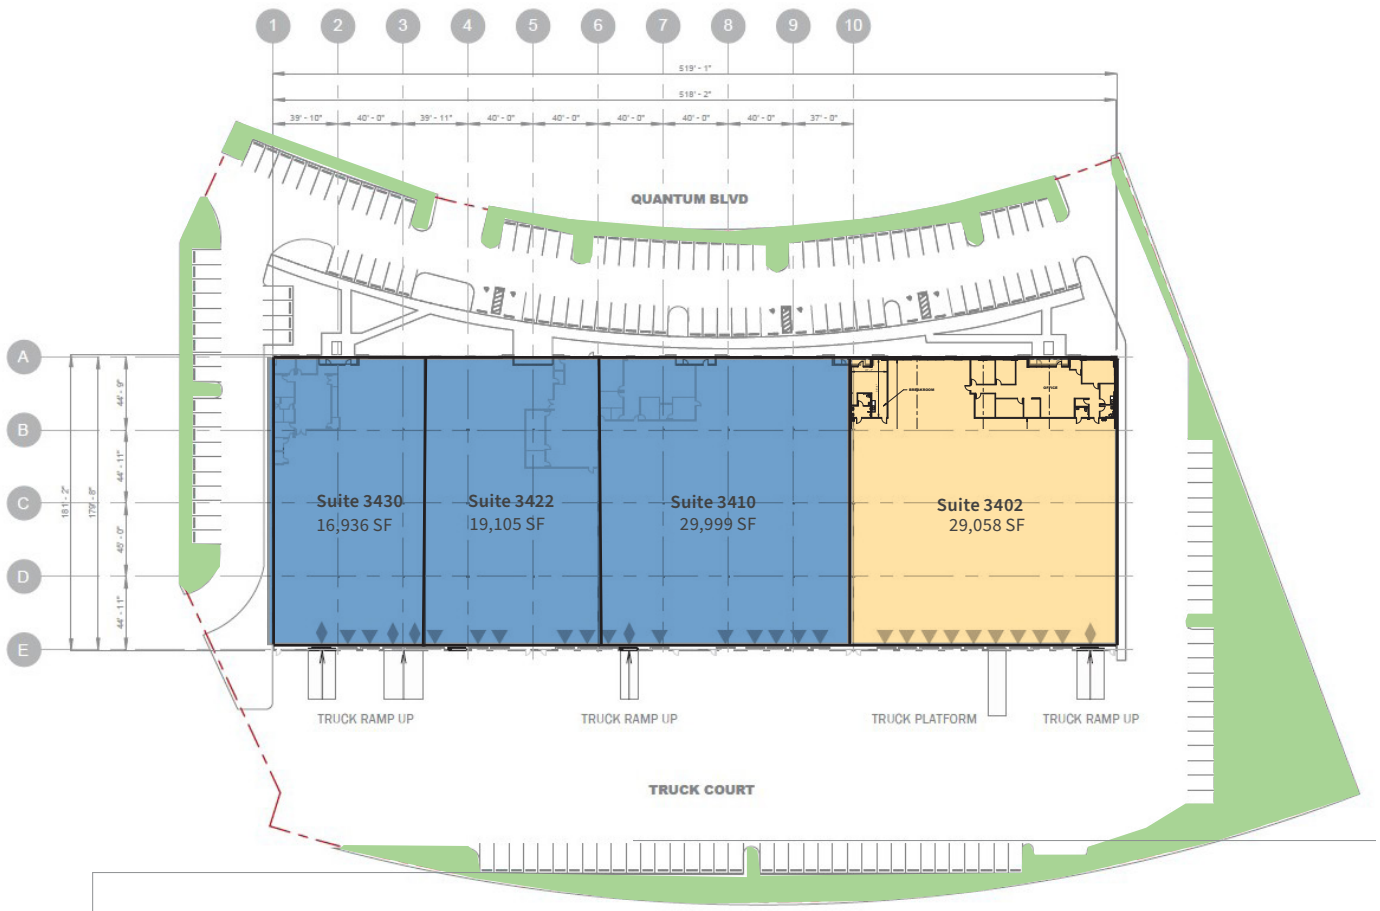 1 2 3 4 5 6 7 8 9 10
519' - 1"
518' - 2"
39' - 10" 40' - 0" 39' - 11" 40' - 0" 40' - 0" 40' - 0" 40' - 0" 40' - 0" 37' - 0"
QUANTUM BLVD
A
B
C
D
E
181' - 2"
179' - 8"
44' - 9"
44' - 11"
45' - 0"
44' - 11"
OFFICE
Suite 3430
16,936 SF
Suite 3422
19,105 SF
Suite 3410
29,999 SF
Suite 3402
29,058 SF
TRUCK RAMP UP
TRUCK RAMP UP
TRUCK PLATFORM
TRUCK RAMP UP
TRUCK COURT